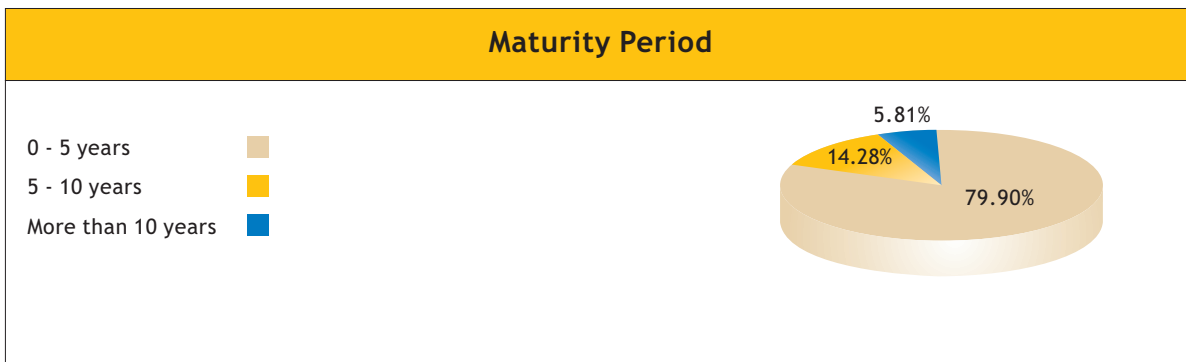 Maturity Period
0 - 5 years
5 - 10 years
More than 10 years
5.81%
14.28%
79.90%